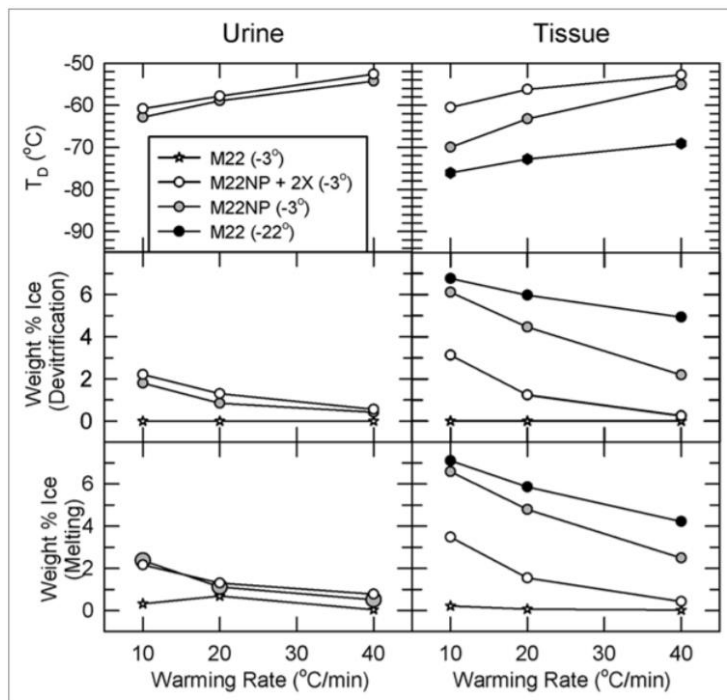 Urine
Tissue
-50
-60
-70
-80
-90
T_D (°C)
M22 (-3°)
M22NP + 2X (-3°)
M22NP (-3°)
M22 (-22°)
6
4
2
0
Weight % Ice
(Devitrification)
6
4
2
0
Weight % Ice
(Melting)
10 20 30 40
10 20 30 40
Warming Rate (°C/min)
Warming Rate (°C/min)